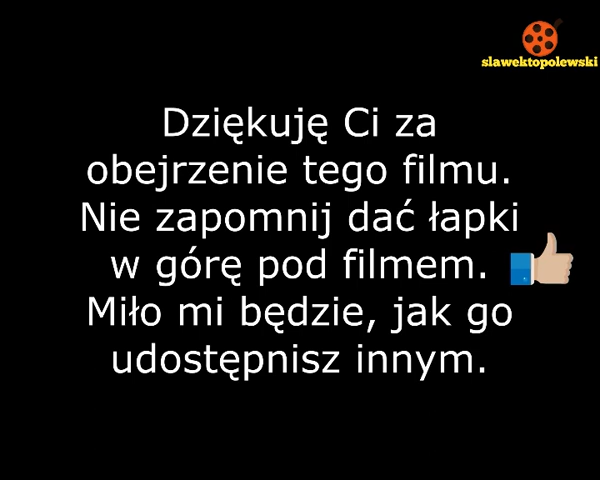 slawektopolewski
Dziękuję Ci za
obejrzenie tego filmu.
Nie zapomnij dać łapki
w górę pod filmem.
Miło mi będzie, jak go
udostępnisz innym.